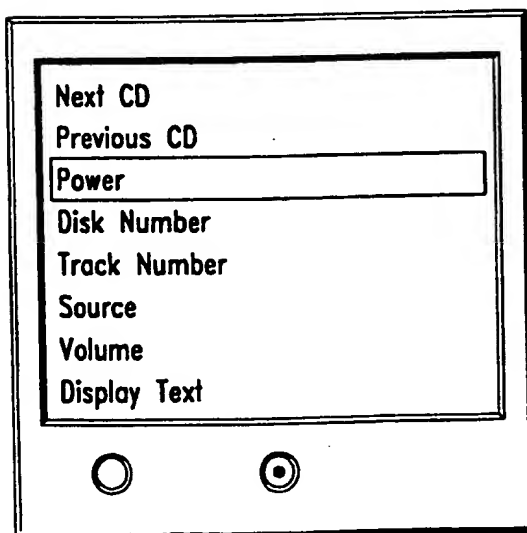 Next CD
Previous CD
Power
Disk Number
Track Number
Source
Volume
Display Text